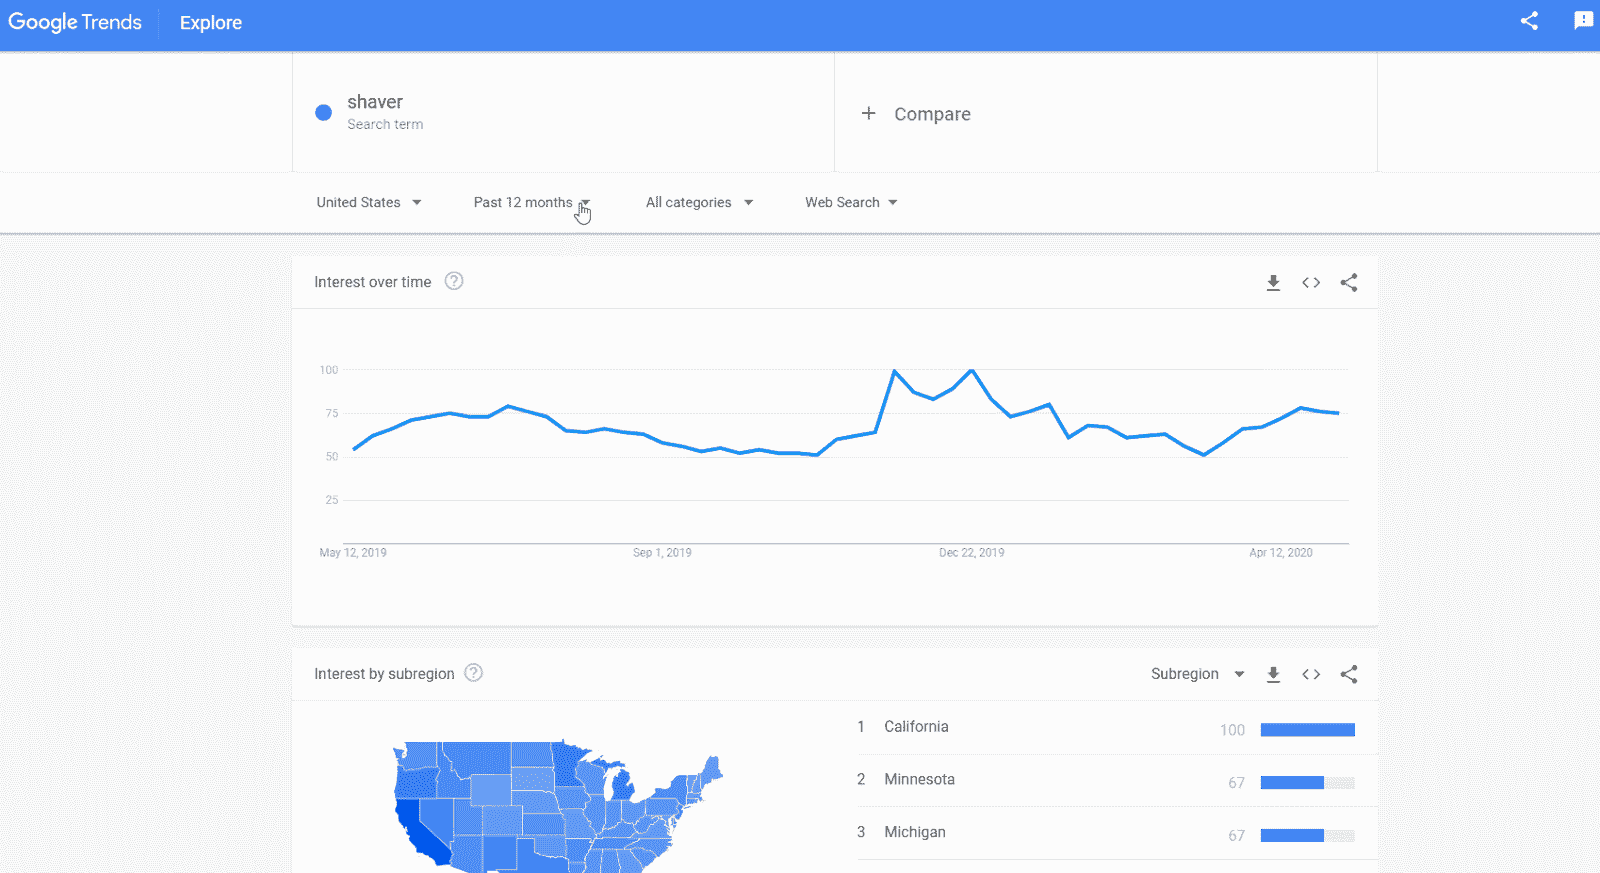 Google Trends Explore
shaver
Search term
+ Compare
United States Past 12 months All categories Web Search
Interest over time ?
100
75
50
25
May 12, 2019 Sep 1, 2019 Dec 22, 2019 Apr 12, 2020
Interest by subregion ? Subregion
1 California 100
2 Minnesota 67
3 Michigan 67